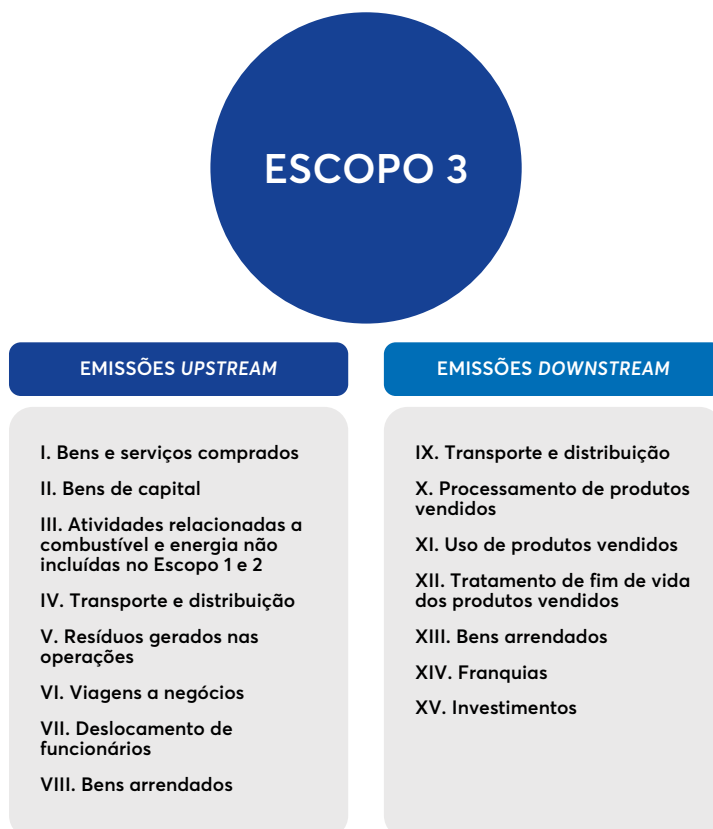 ESCOPO 3
EMISSÕES UPSTREAM
I. Bens e serviços comprados
II. Bens de capital
III. Atividades relacionadas a
combustível e energia não
incluídas no Escopo 1 e 2
IV. Transporte e distribuição
V. Resíduos gerados nas
operações
VI. Viagens a negócios
VII. Deslocamento de
funcionários
VIII. Bens arrendados
EMISSÕES DOWNSTREAM
IX. Transporte e distribuição
X. Processamento de produtos
vendidos
XI. Uso de produtos vendidos
XII. Tratamento de fim de vida
dos produtos vendidos
XIII. Bens arrendados
XIV. Franquias
XV. Investimentos